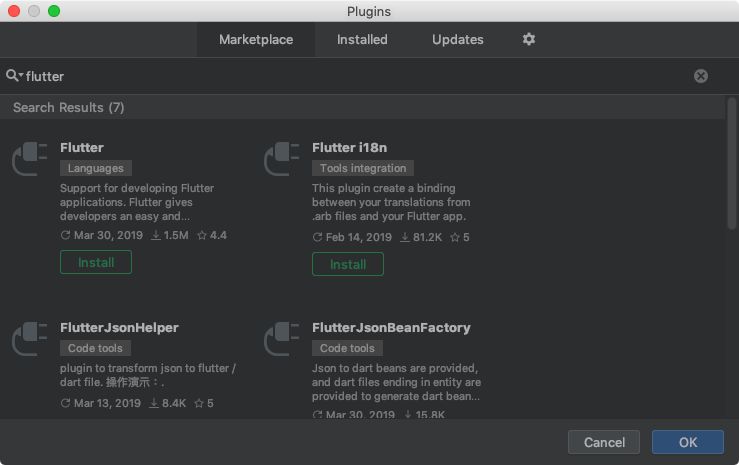 Plugins
Marketplace Installed Updates
flutter
Search Results (7)
Flutter
Languages
Support for developing Flutter
applications. Flutter gives
developers an easy and...
Mar 30, 2019 1.5M 4.4
Install
Flutter i18n
Tools integration
This plugin create a binding
between your translations from
.arb files and your Flutter app.
Feb 14, 2019 81.2K 5
Install
FlutterJsonHelper
Code tools
plugin to transform json to flutter /
dart file. 操作演示：.
Mar 13, 2019 8.4K 5
FlutterJsonBeanFactory
Code tools
Json to dart beans are provided,
and dart files ending in entity are
provided to generate dart bean...
Mar 30, 2019 15.8K
Cancel OK